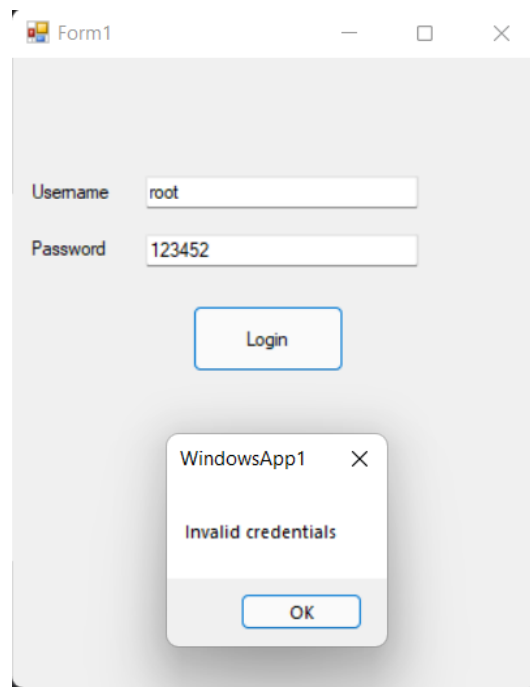 Form1
Username
root
Password
123452
Login
WindowsApp1
Invalid credentials
OK